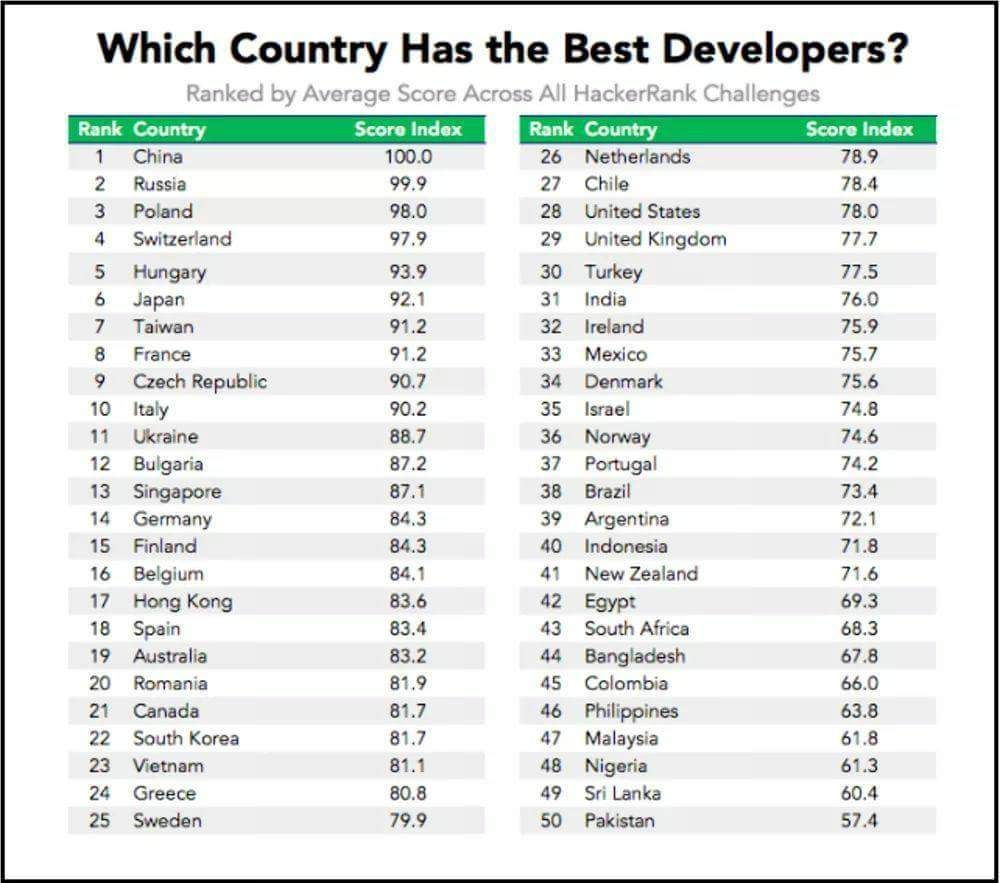 Which Country Has the Best Developers?
Ranked by Average Score Across All HackerRank Challenges
Rank Country Score Index
1 China 100.0
2 Russia 99.9
3 Poland 98.0
4 Switzerland 97.9
5 Hungary 93.9
6 Japan 92.1
7 Taiwan 91.2
8 France 91.2
9 Czech Republic 90.7
10 Italy 90.2
11 Ukraine 88.7
12 Bulgaria 87.2
13 Singapore 87.1
14 Germany 84.3
15 Finland 84.3
16 Belgium 84.1
17 Hong Kong 83.6
18 Spain 83.4
19 Australia 83.2
20 Romania 81.9
21 Canada 81.7
22 South Korea 81.7
23 Vietnam 81.1
24 Greece 80.8
25 Sweden 79.9
Rank Country Score Index
26 Netherlands 78.9
27 Chile 78.4
28 United States 78.0
29 United Kingdom 77.7
30 Turkey 77.5
31 India 76.0
32 Ireland 75.9
33 Mexico 75.7
34 Denmark 75.6
35 Israel 74.8
36 Norway 74.6
37 Portugal 74.2
38 Brazil 73.4
39 Argentina 72.1
40 Indonesia 71.8
41 New Zealand 71.6
42 Egypt 69.3
43 South Africa 68.3
44 Bangladesh 67.8
45 Colombia 66.0
46 Philippines 63.8
47 Malaysia 61.8
48 Nigeria 61.3
49 Sri Lanka 60.4
50 Pakistan 57.4